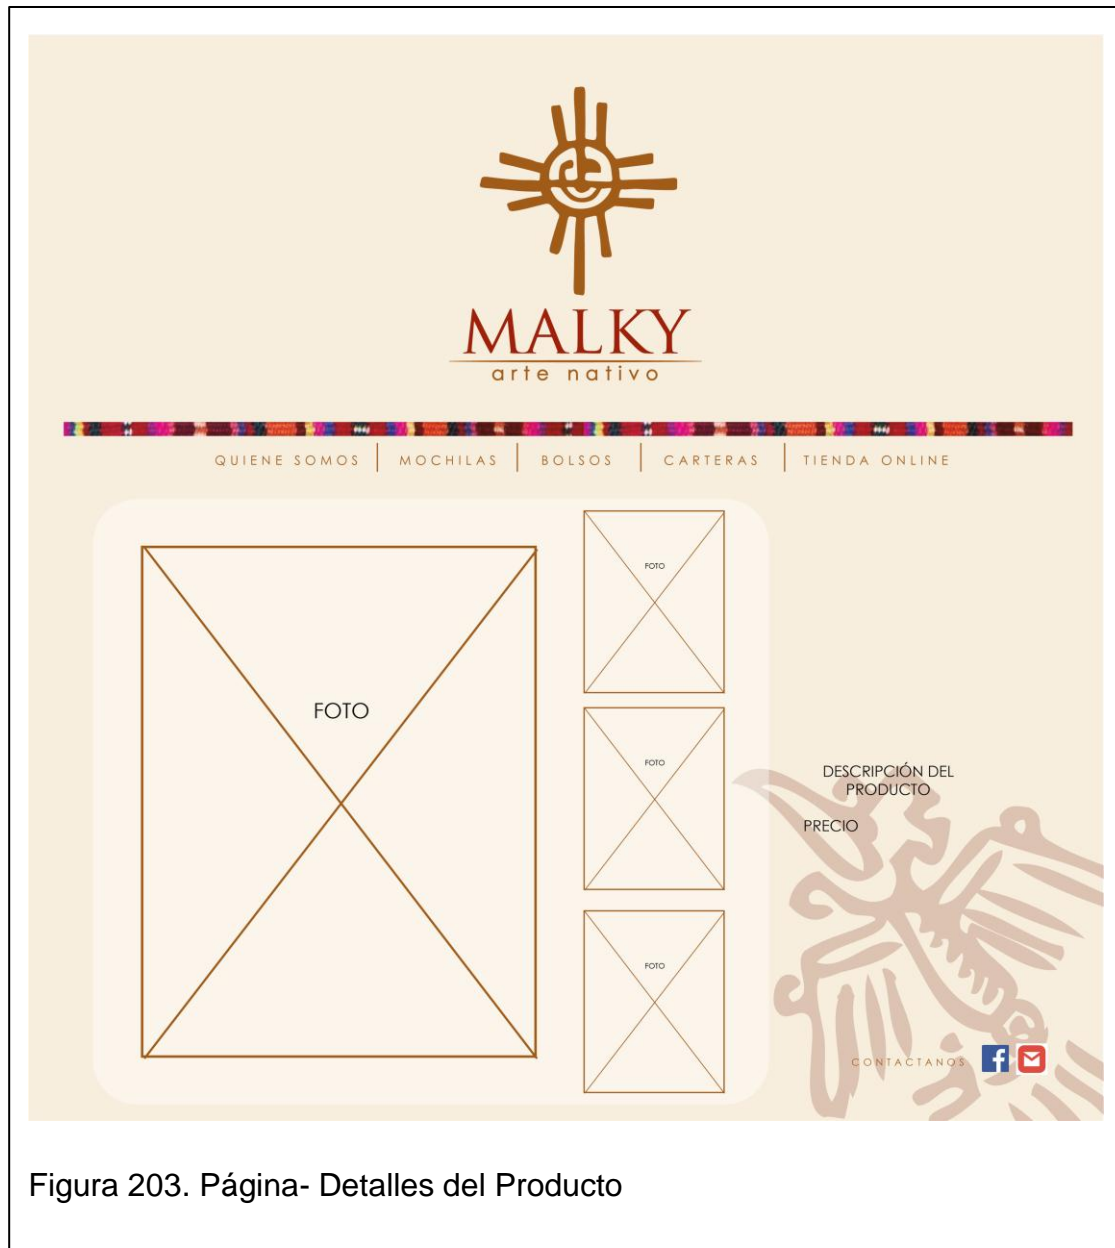 MALKY
arte nativo
QUIENE SOMOS MOCHILAS BOLSOS CARTERAS TIENDA ONLINE
FOTO
FOTO
FOTO
FOTO
DESCRIPCIÓN DEL
PRODUCTO
PRECIO
CONTACTANOS
Figura 203. Página- Detalles del Producto